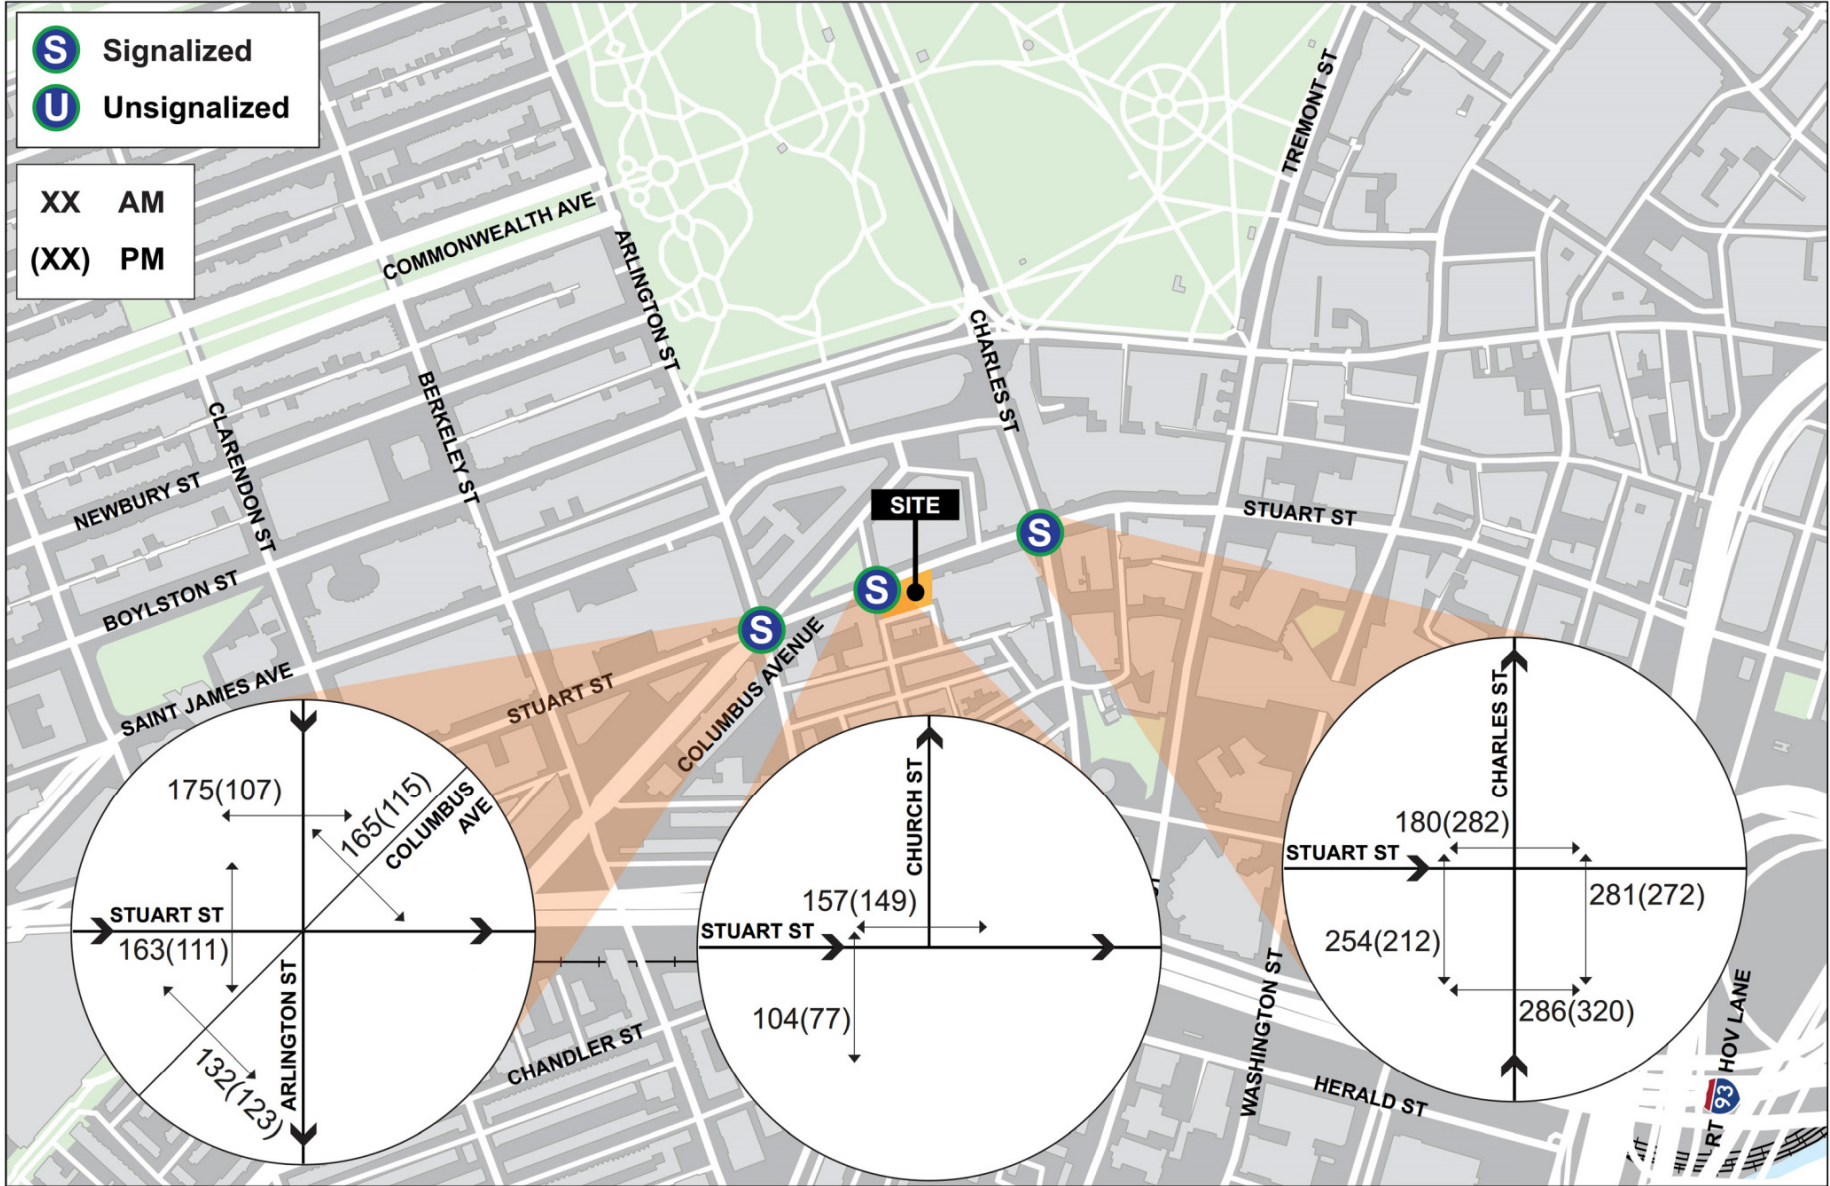 S Signalized
U Unsignalized
XX AM
(XX) PM
COMMONWEALTH AVE
ARLINGTON ST
TREMONT ST
CHARLES ST
BERKELEY ST
CLARENDON ST
NEWBURY ST
BOYLSTON ST
SAINT JAMES AVE
SITE
STUART ST
S
S
S
STUART ST
COLUMBUS AVENUE
175(107)
165(115)
COLUMBUS
AVE
STUART ST
163(111)
ARLINGTON ST
132(123)
CHURCH ST
157(149)
STUART ST
104(77)
CHARLES ST
180(282)
STUART ST
281(272)
254(212)
286(320)
CHANDLER ST
WASHINGTON ST
HERALD ST
RT 93 HOV LANE